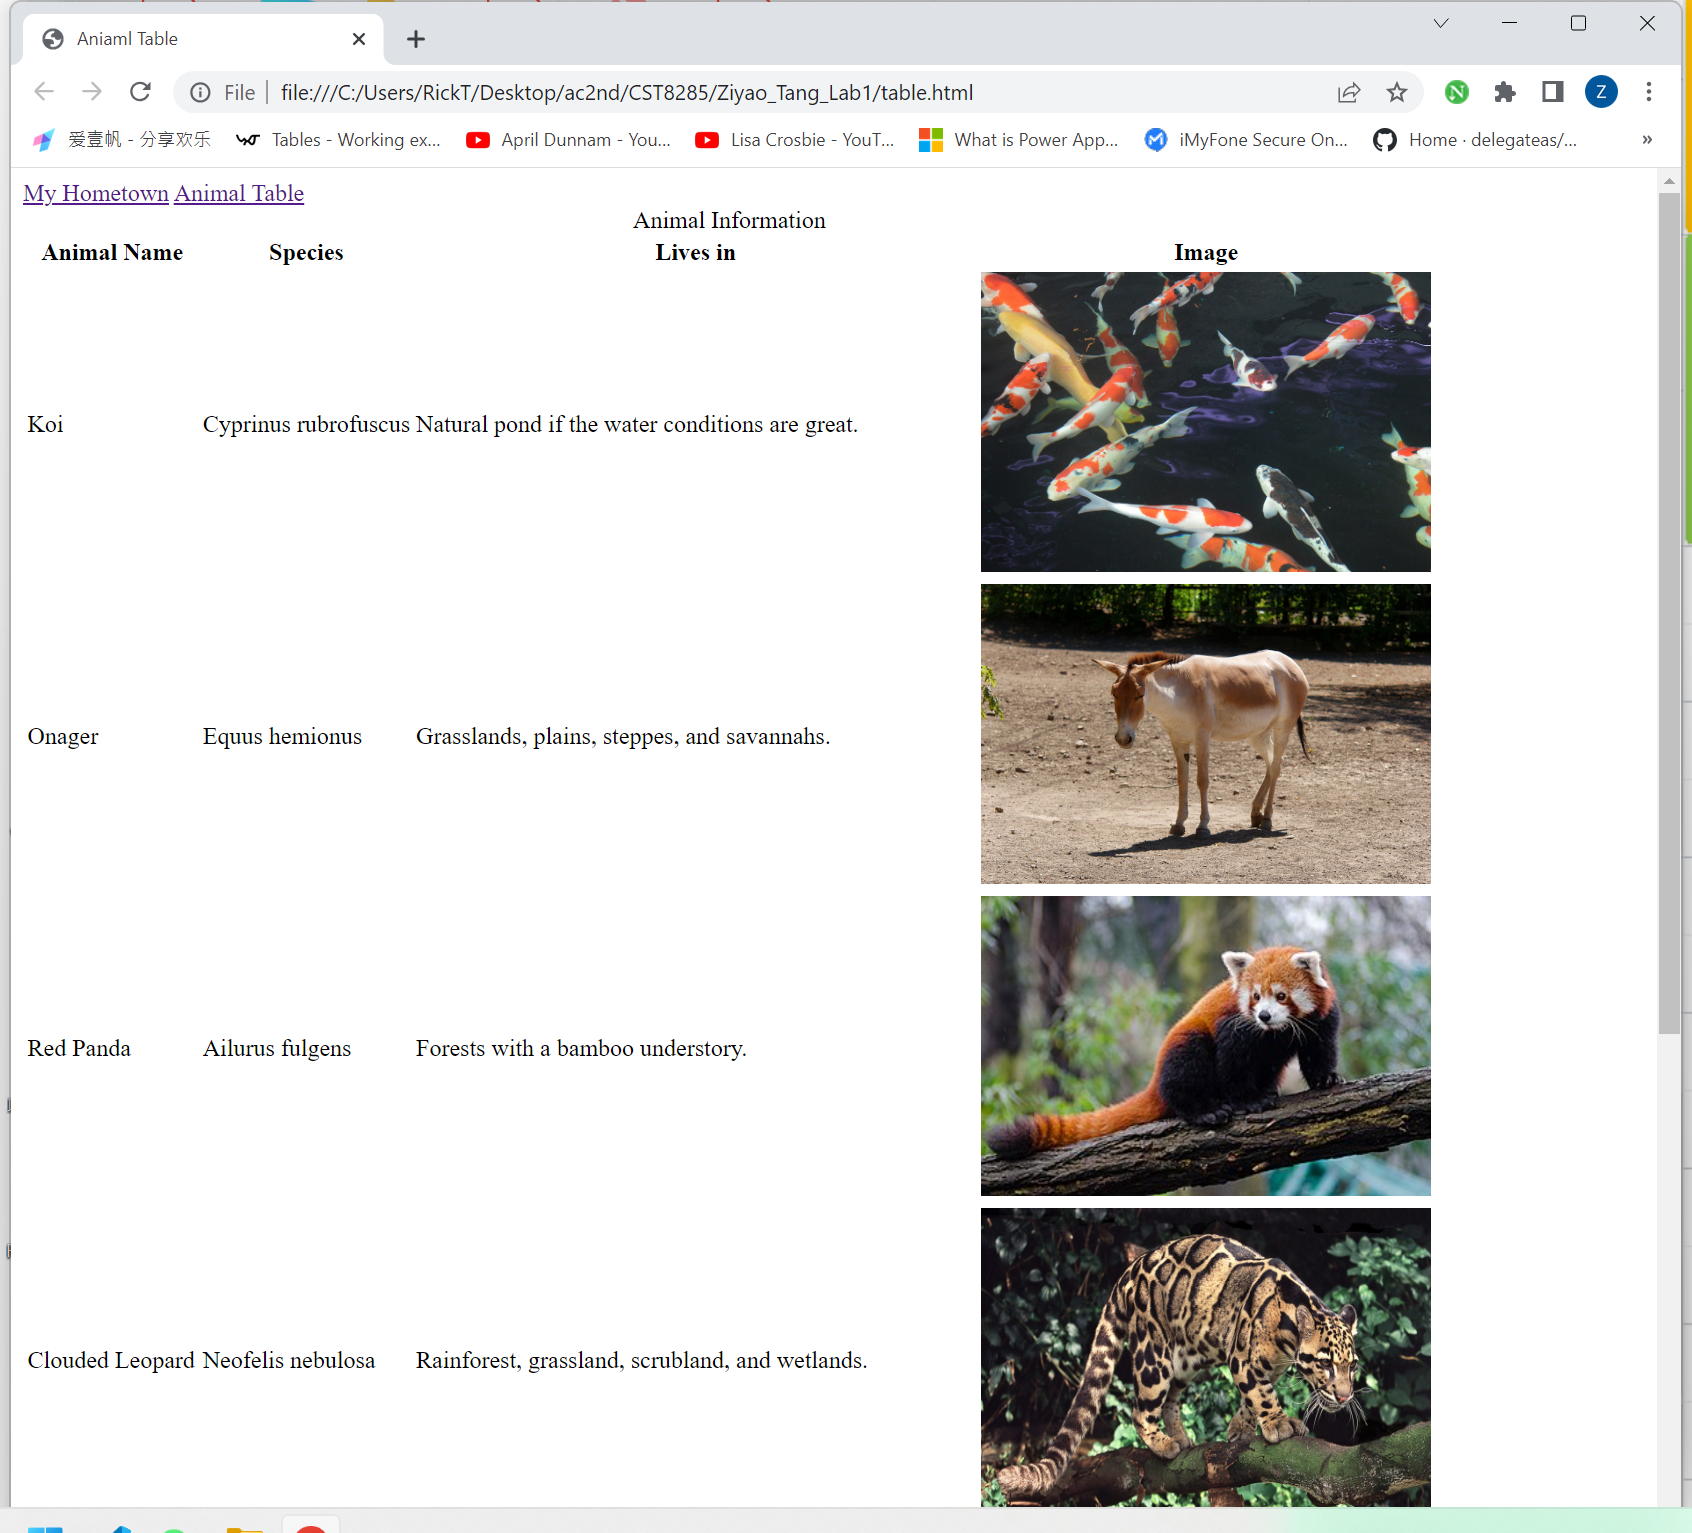 Aniaml Table
File
file:///C:/Users/RickT/Desktop/ac2nd/CST8285/Ziyao_Tang_Lab1/table.html
N
Z
爱壹帆 - 分享欢乐
Tables - Working ex...
April Dunnam - You...
Lisa Crosbie - YouT...
What is Power App...
iMyFone Secure On...
Home · delegateas/...
»
My Hometown Animal Table
Animal Information
Animal Name Species Lives in Image
Koi Cyprinus rubrofuscus Natural pond if the water conditions are great.
Onager Equus hemionus Grasslands, plains, steppes, and savannahs.
Red Panda Ailurus fulgens Forests with a bamboo understory.
Clouded Leopard Neofelis nebulosa Rainforest, grassland, scrubland, and wetlands.